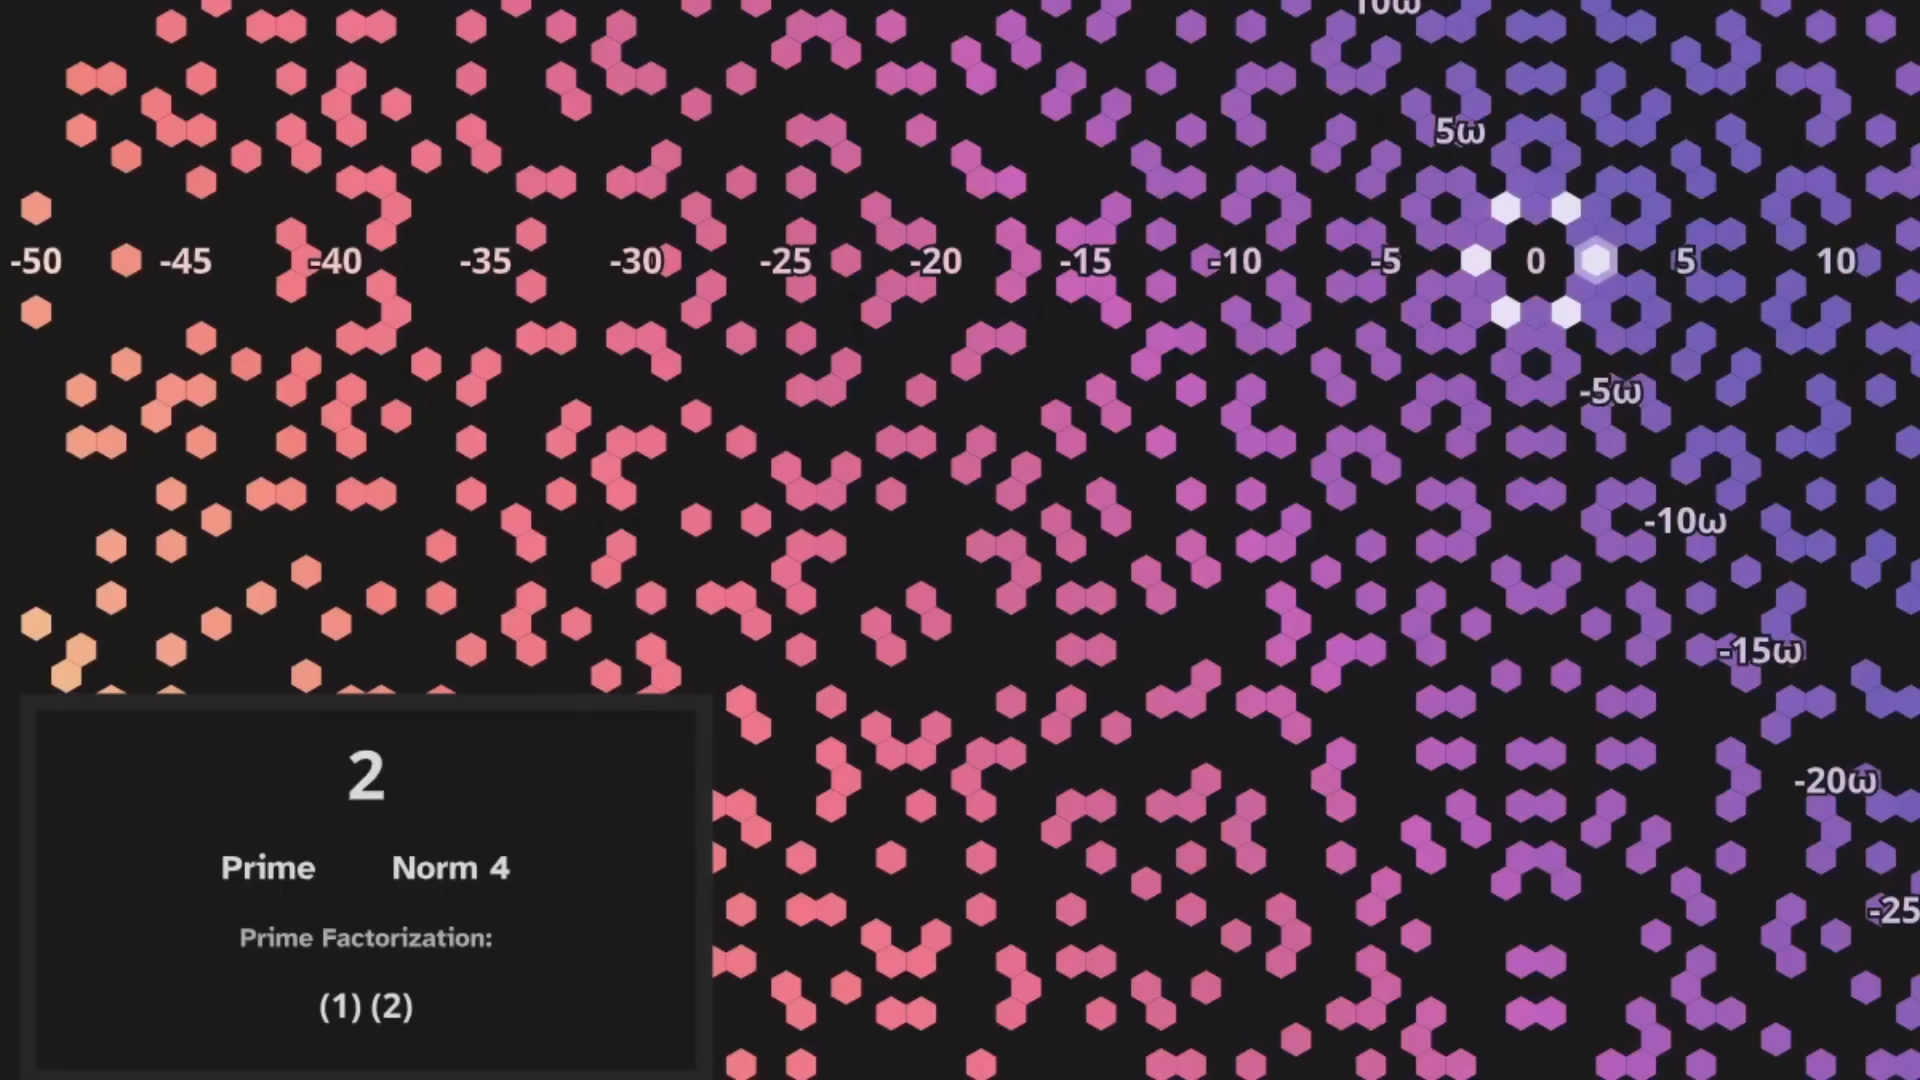 10ω
5ω
-50 -45 -40 -35 -30 -25 -20 -15 -10 -5 0 5 10
-5ω
-10ω
-15ω
-20ω
-25
2
Prime Norm 4
Prime Factorization:
(1) (2)